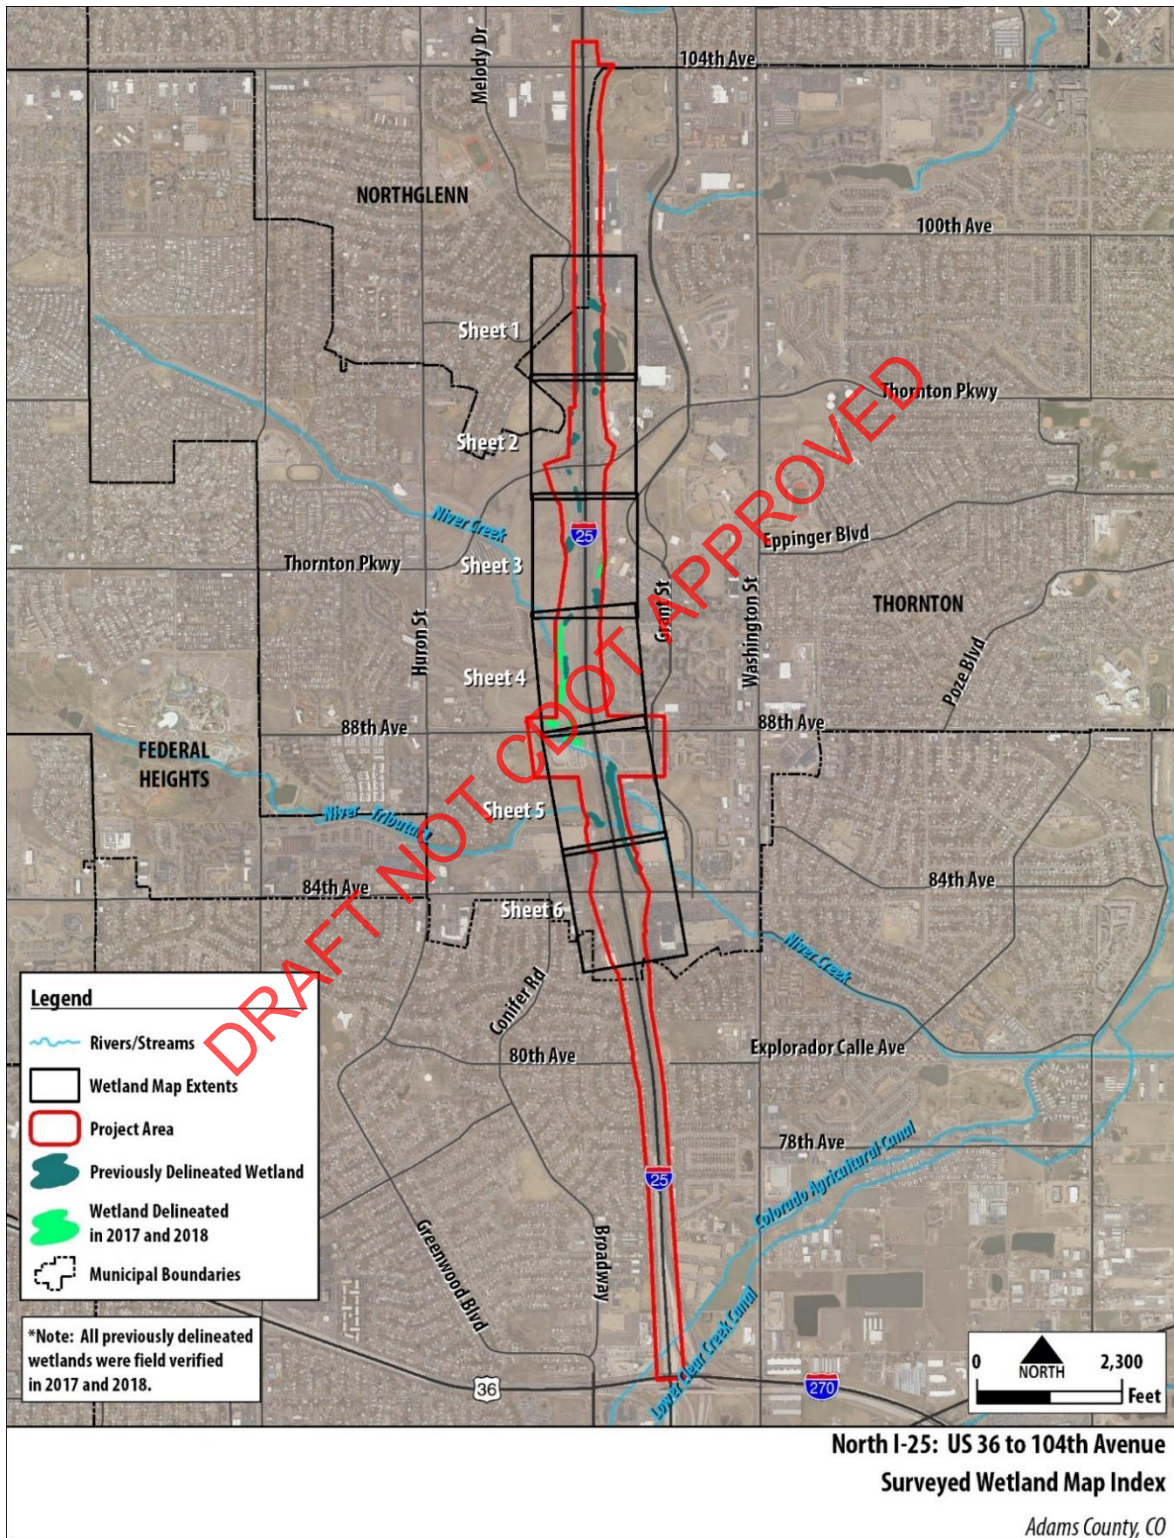 Melody Dr
104th Ave
NORTHGLENN
100th Ave
Sheet 1
Thornton Pkwy
Sheet 2
Niver Creek
25
Eppinger Blvd
Thornton Pkwy
Sheet 3
Grant St
Washington St
THORNTON
Huron St
Sheet 4
Poze Blvd
88th Ave
88th Ave
FEDERAL
HEIGHTS
Niver Tributary
Sheet 5
84th Ave
84th Ave
Sheet 6
Niver Creek
Conifer Rd
80th Ave
Explorador Calle Ave
78th Ave
25
Colorado Agricultural Canal
Greenwood Blvd
Broadway
Lower Clear Creek Canal
36
270
DRAFT NOT CDOT APPROVED
Legend
Rivers/Streams
Wetland Map Extents
Project Area
Previously Delineated Wetland
Wetland Delineated
in 2017 and 2018
Municipal Boundaries
*Note: All previously delineated
wetlands were field verified
in 2017 and 2018.
0 2,300
NORTH
Feet
North I-25: US 36 to 104th Avenue
Surveyed Wetland Map Index
Adams County, CO